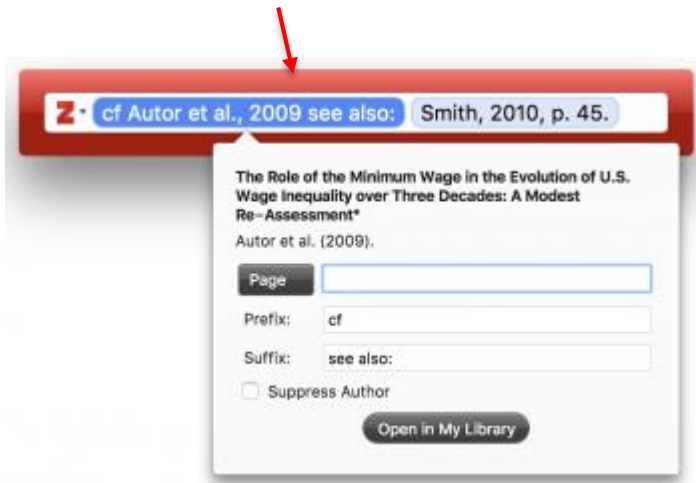 Z cf Autor et al., 2009 see also: Smith, 2010, p. 45.
The Role of the Minimum Wage in the Evolution of U.S.
Wage Inequality over Three Decades: A Modest
Re-Assessment*
Autor et al. (2009).
Page
Prefix: cf
Suffix: see also:
Suppress Author
Open in My Library